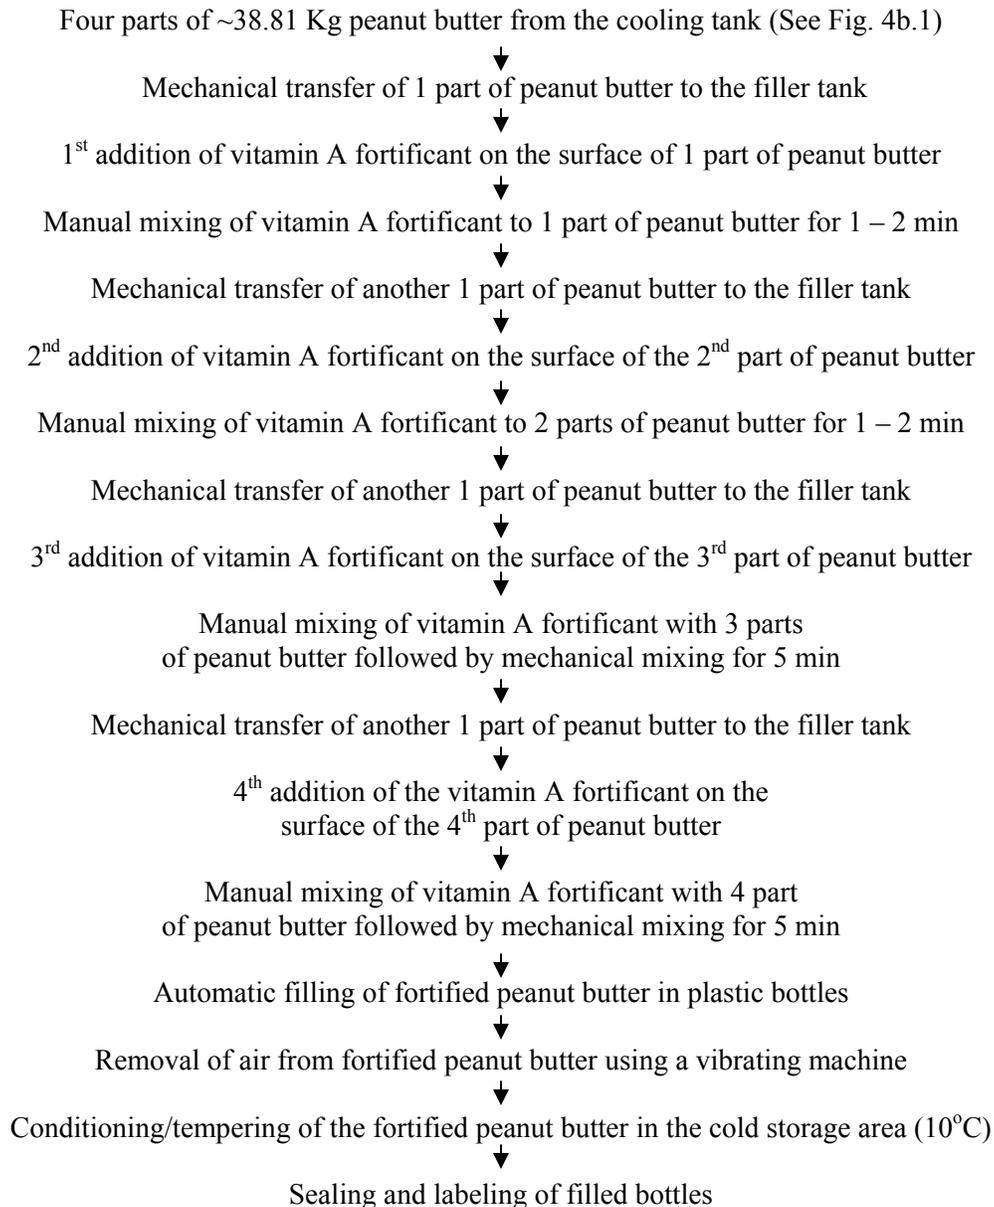 Four parts of ~38.81 Kg peanut butter from the cooling tank (See Fig. 4b.1)
Mechanical transfer of 1 part of peanut butter to the filler tank
1st addition of vitamin A fortificant on the surface of 1 part of peanut butter
Manual mixing of vitamin A fortificant to 1 part of peanut butter for 1 – 2 min
Mechanical transfer of another 1 part of peanut butter to the filler tank
2nd addition of vitamin A fortificant on the surface of the 2nd part of peanut butter
Manual mixing of vitamin A fortificant to 2 parts of peanut butter for 1 – 2 min
Mechanical transfer of another 1 part of peanut butter to the filler tank
3rd addition of vitamin A fortificant on the surface of the 3rd part of peanut butter
Manual mixing of vitamin A fortificant with 3 parts
of peanut butter followed by mechanical mixing for 5 min
Mechanical transfer of another 1 part of peanut butter to the filler tank
4th addition of the vitamin A fortificant on the
surface of the 4th part of peanut butter
Manual mixing of vitamin A fortificant with 4 part
of peanut butter followed by mechanical mixing for 5 min
Automatic filling of fortified peanut butter in plastic bottles
Removal of air from fortified peanut butter using a vibrating machine
Conditioning/tempering of the fortified peanut butter in the cold storage area (10oC)
Sealing and labeling of filled bottles